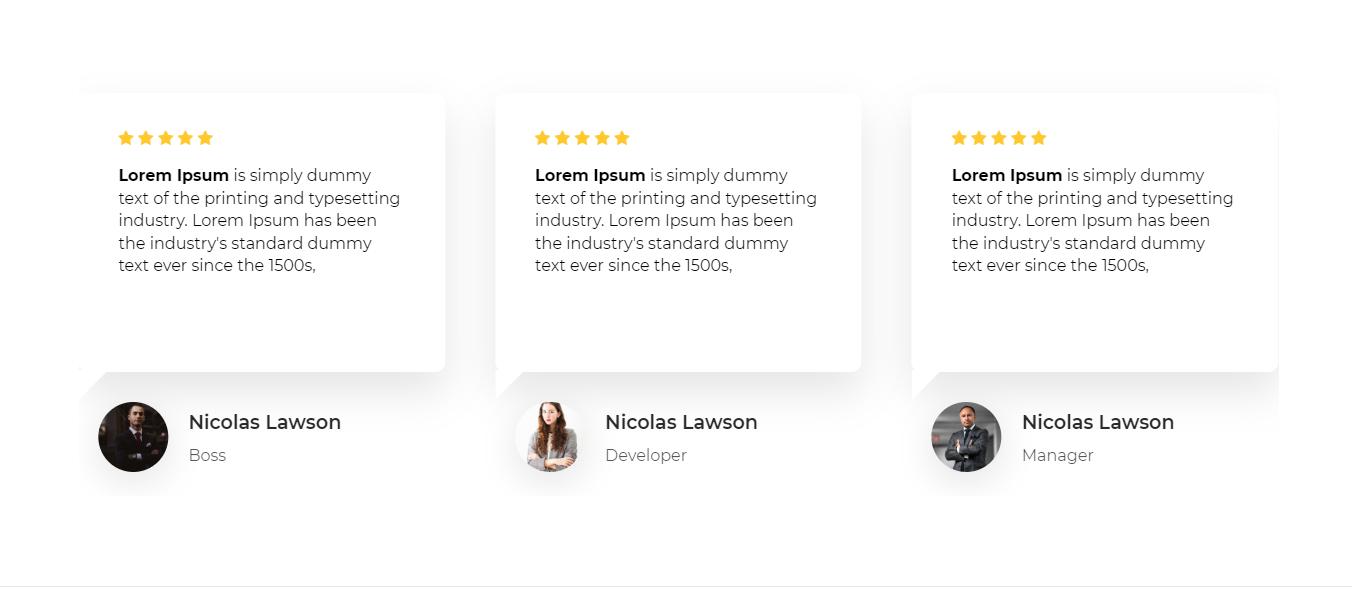 Lorem Ipsum is simply dummy
text of the printing and typesetting
industry. Lorem Ipsum has been
the industry's standard dummy
text ever since the 1500s,
Nicolas Lawson
Boss
Lorem Ipsum is simply dummy
text of the printing and typesetting
industry. Lorem Ipsum has been
the industry's standard dummy
text ever since the 1500s,
Nicolas Lawson
Developer
Lorem Ipsum is simply dummy
text of the printing and typesetting
industry. Lorem Ipsum has been
the industry's standard dummy
text ever since the 1500s,
Nicolas Lawson
Manager